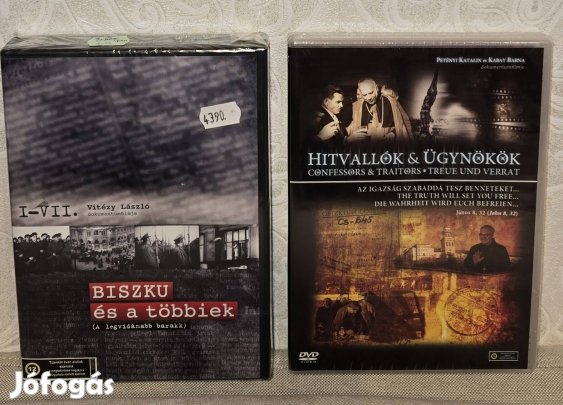 4390.
I-VII.
Vitézy László
dokumentumfilmje
BISZKU
és a többiek
(A legvidámabb barakk)
12
PETÉNYI KATALIN ÉS KABAY BARNA
dokumentumfilmje
HITVALLÓK & ÜGYNÖKÖK
CONFESSORS & TRAITORS • TREUE UND VERRAT
AZ IGAZSÁG SZABADDÁ TESZ BENNETEKET...
THE TRUTH WILL SET YOU FREE...
DIE WAHRHEIT WIRD EUCH BEFREIEN...
János 8, 32 (John 8, 32)
DVD
VIDEO
Jófogás